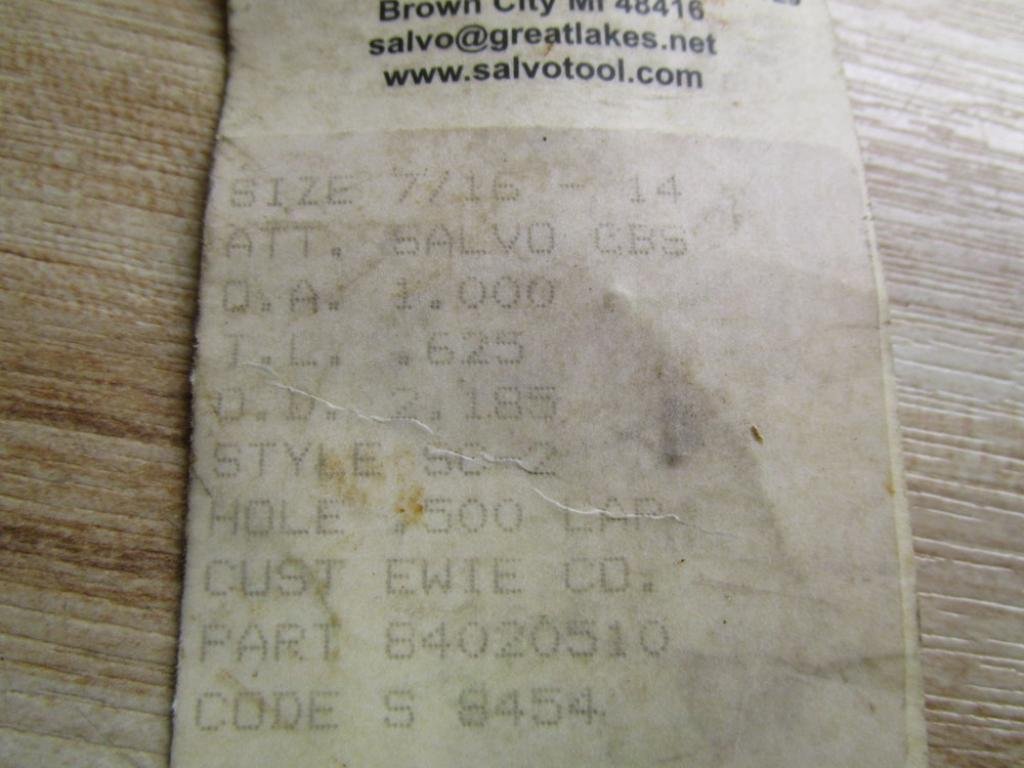 Brown City MI 48416
salvo@greatlakes.net
www.salvotool.com
SIZE 7/16 - 14
ATT. SALVO CBS
O.A. 1.000
T.L. .625
O.D. 2.185
STYLE SC-2
HOLE .500 LAP
CUST EWIE CO.
PART 84020510
CODE S 8454